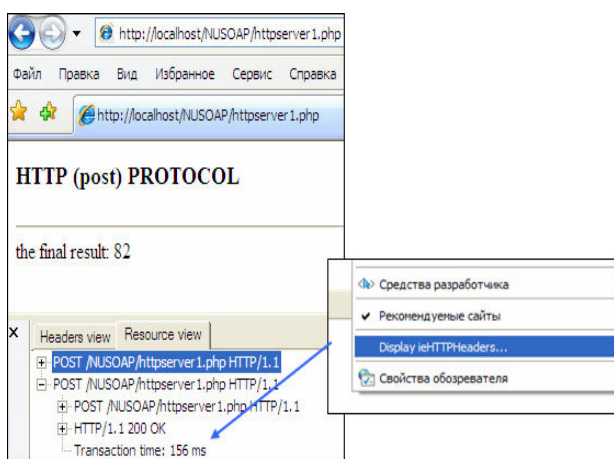 http://localhost/NUSOAP/httpserver1.php
Файл Правка Вид Избранное Сервис Справка
http://localhost/NUSOAP/httpserver1.php
HTTP (post) PROTOCOL
the final result: 82
X Headers view Resource view
POST /NUSOAP/httpserver1.php HTTP/1.1
POST /NUSOAP/httpserver1.php HTTP/1.1
POST /NUSOAP/httpserver1.php HTTP/1.1
HTTP/1.1 200 OK
Transaction time: 156 ms
Средства разработчика
Рекомендуемые сайты
Display ieHTTPHeaders...
Свойства обозревателя